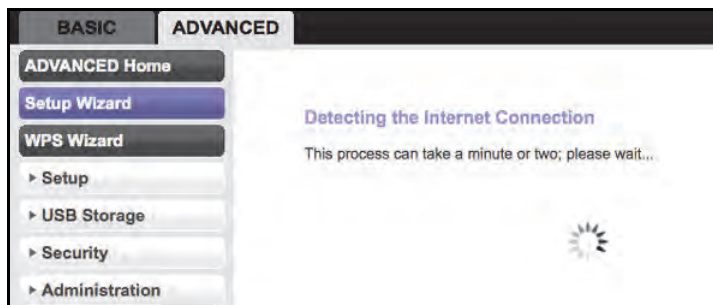 BASIC
ADVANCED
ADVANCED Home
Setup Wizard
WPS Wizard
Setup
USB Storage
Security
Administration
Detecting the Internet Connection
This process can take a minute or two; please wait...